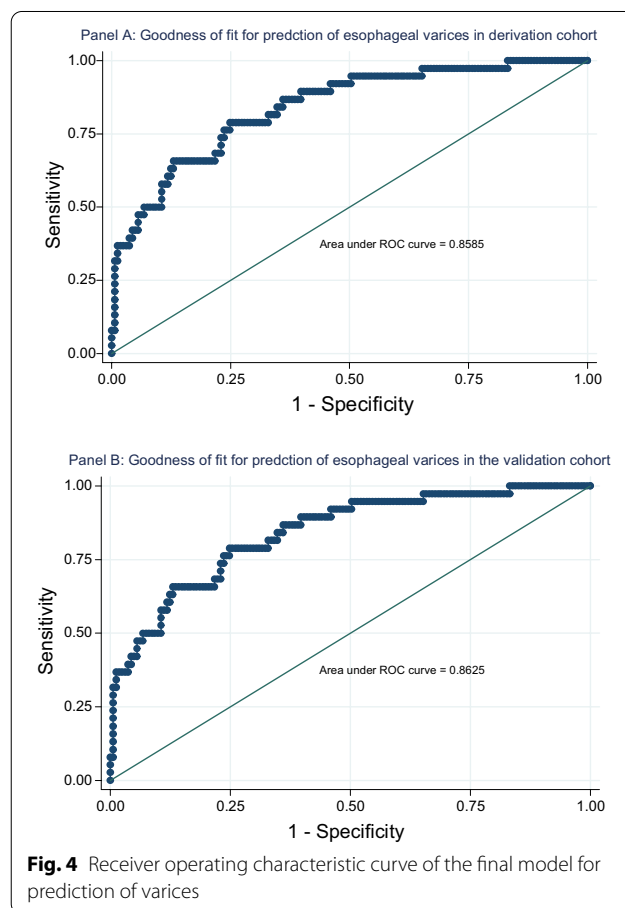 Panel A: Goodness of fit for predction of esophageal varices in derivation cohort
1.00
0.75
0.50
0.25
0.00
Sensitivity
Area under ROC curve = 0.8585
0.00 0.25 0.50 0.75 1.00
1 - Specificity
Panel B: Goodness of fit for predction of esophageal varices in the validation cohort
1.00
0.75
0.50
0.25
0.00
Sensitivity
Area under ROC curve = 0.8625
0.00 0.25 0.50 0.75 1.00
1 - Specificity
Fig. 4 Receiver operating characteristic curve of the final model for
prediction of varices